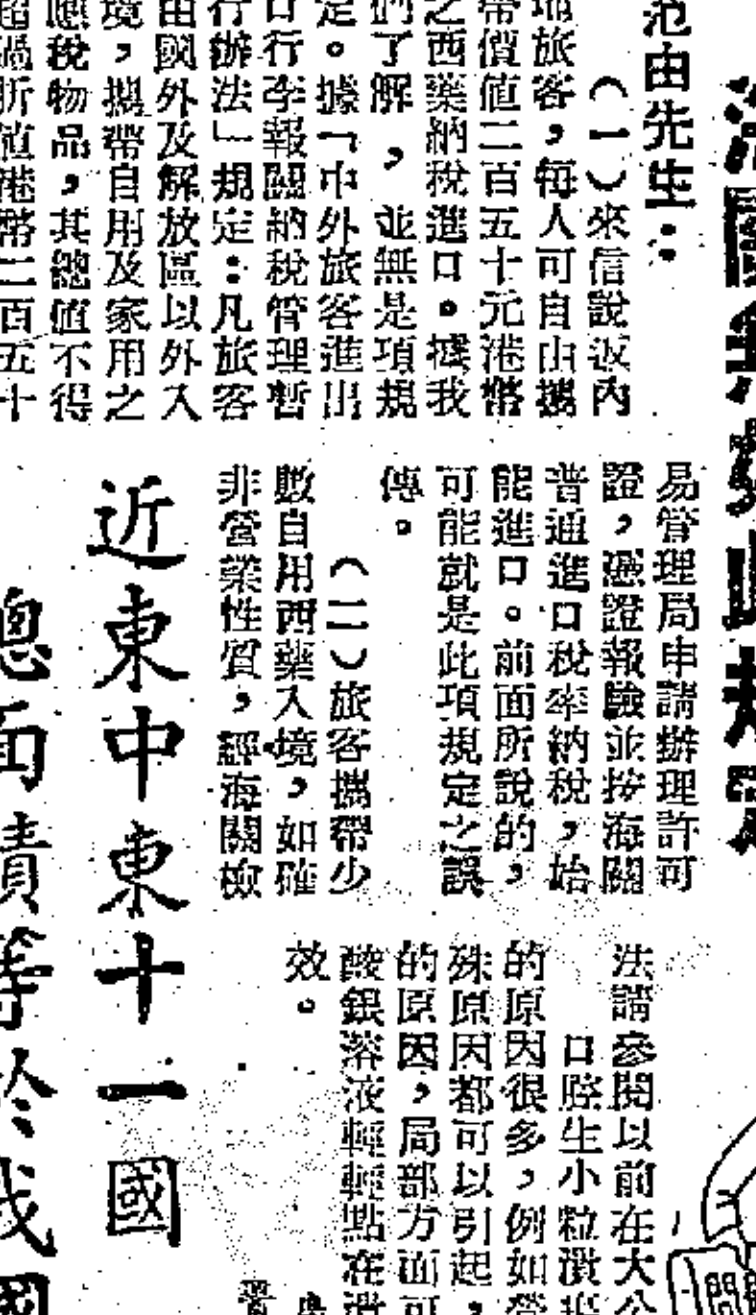 范由先生：
（一）來信說返內
地旅客，每人可自由攜
帶價值二百五十元港幣
之西藥納稅進口。據我
們了解，並無是項規
定。據「中外旅客進出
口行李報關納稅管理暫
行辦法」規定：凡旅客
由國外及解放區以外入
境，攜帶自用及家用之
應稅物品，其總值不得
超過折值港幣二百五十
易管理局申請辦理許可
證，憑證報驗並按海關
普通進口稅率納稅，始
能進口。前面所說的，
可能就是此項規定之誤
傳。
（二）旅客攜帶少
數自用西藥入境，如確
非營業性質，經海關檢
近東中東十一國
總面積等於我國
法請參閱以前在大公
口腔生小粒潰
的原因很多，例如
殊原因都可以引起，
的原因，局部方面可
酸銀溶液輕輕點在潰
效。